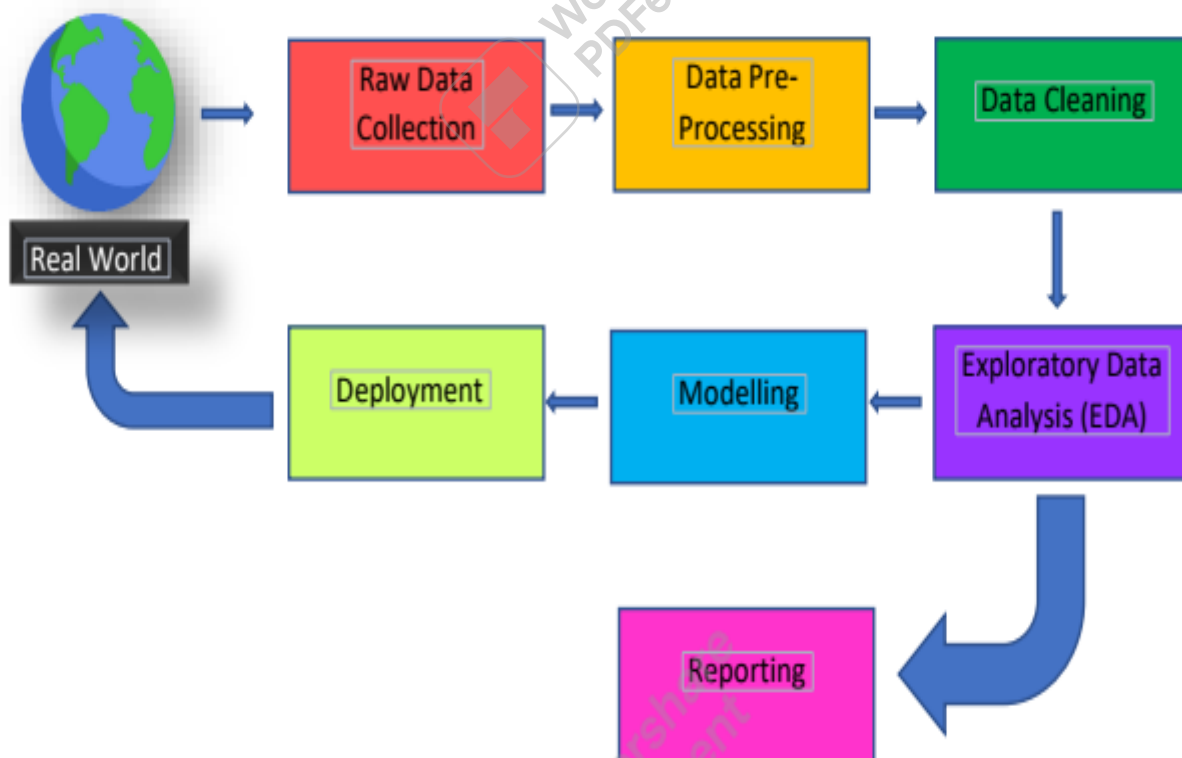 Raw Data
Collection
Data Pre-
Processing
Data Cleaning
Real World
Deployment
Modelling
Exploratory Data
Analysis (EDA)
Reporting